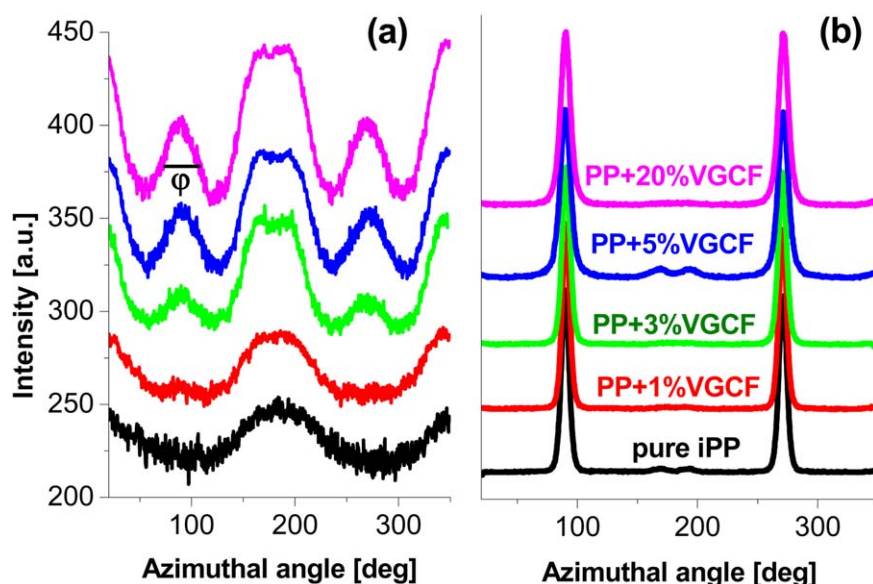 (a)
450
400
350
300
250
200
Intensity [a.u.]
φ
100
200
300
Azimuthal angle [deg]
(b)
PP+20%VGCF
PP+5%VGCF
PP+3%VGCF
PP+1%VGCF
pure iPP
100
200
300
Azimuthal angle [deg]